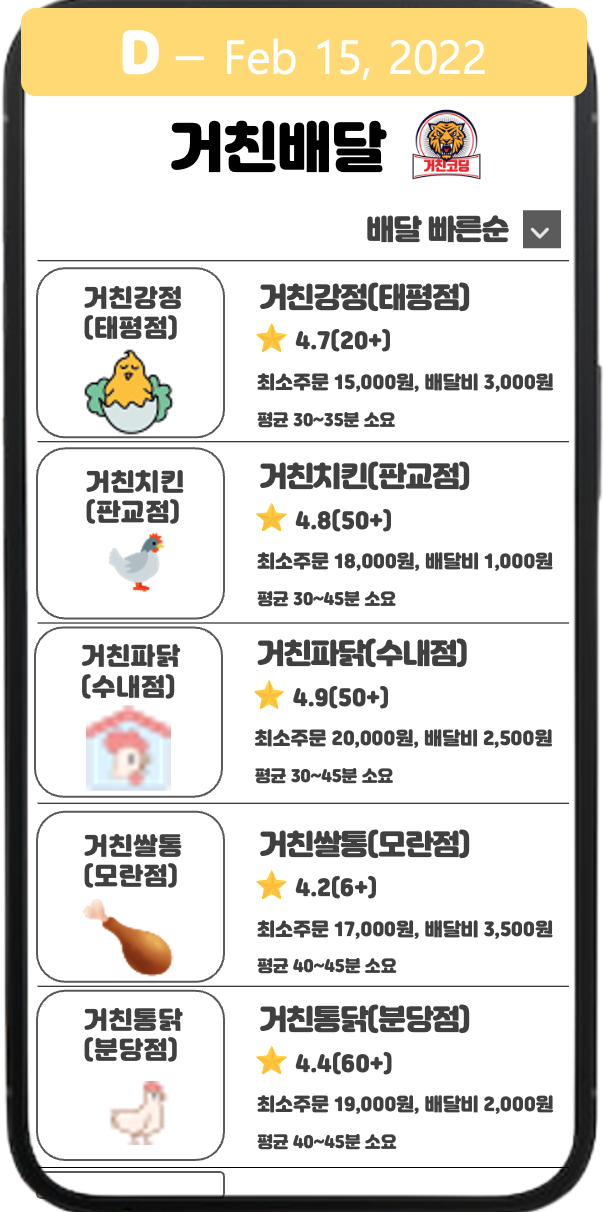 D – Feb 15, 2022
거친배달
거친코딩
배달 빠른순
거친강정
(태평점)
거친강정(태평점)
4.7(20+)
최소주문 15,000원, 배달비 3,000원
평균 30~35분 소요
거친치킨
(판교점)
거친치킨(판교점)
4.8(50+)
최소주문 18,000원, 배달비 1,000원
평균 30~45분 소요
거친파닭
(수내점)
거친파닭(수내점)
4.9(50+)
최소주문 20,000원, 배달비 2,500원
평균 30~45분 소요
거친쌀통
(모란점)
거친쌀통(모란점)
4.2(6+)
최소주문 17,000원, 배달비 3,500원
평균 40~45분 소요
거친통닭
(분당점)
거친통닭(분당점)
4.4(60+)
최소주문 19,000원, 배달비 2,000원
평균 40~45분 소요